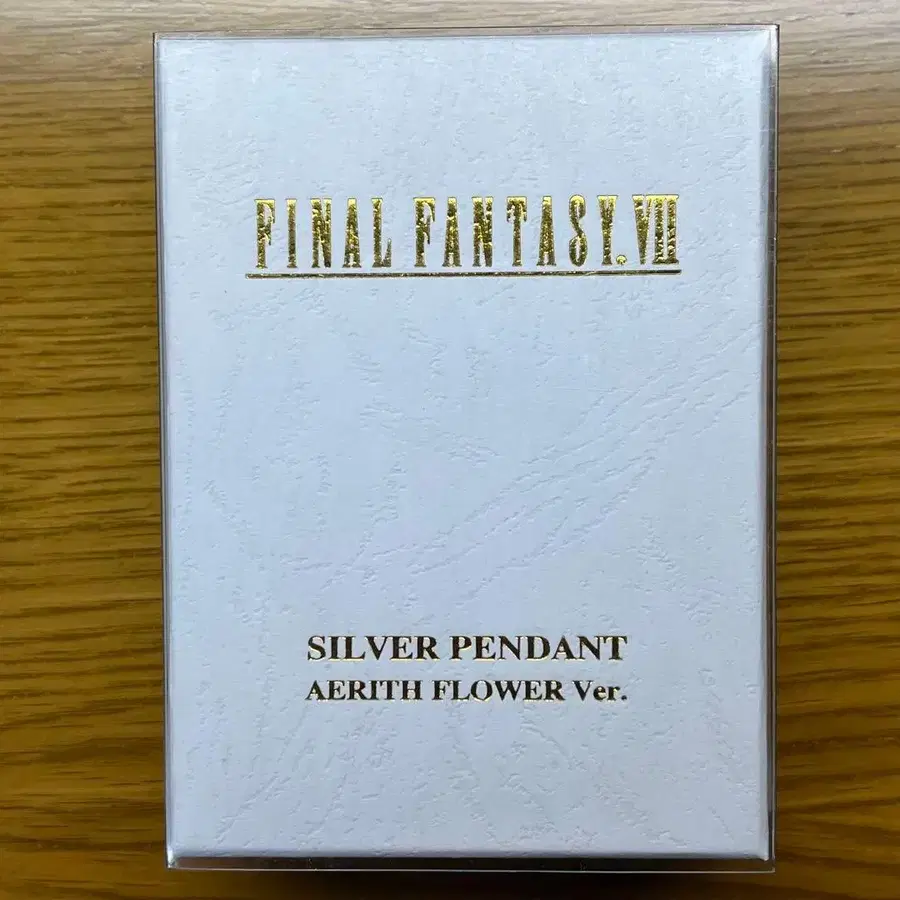 FINAL FANTASY.VII
SILVER PENDANT
AERITH FLOWER Ver.